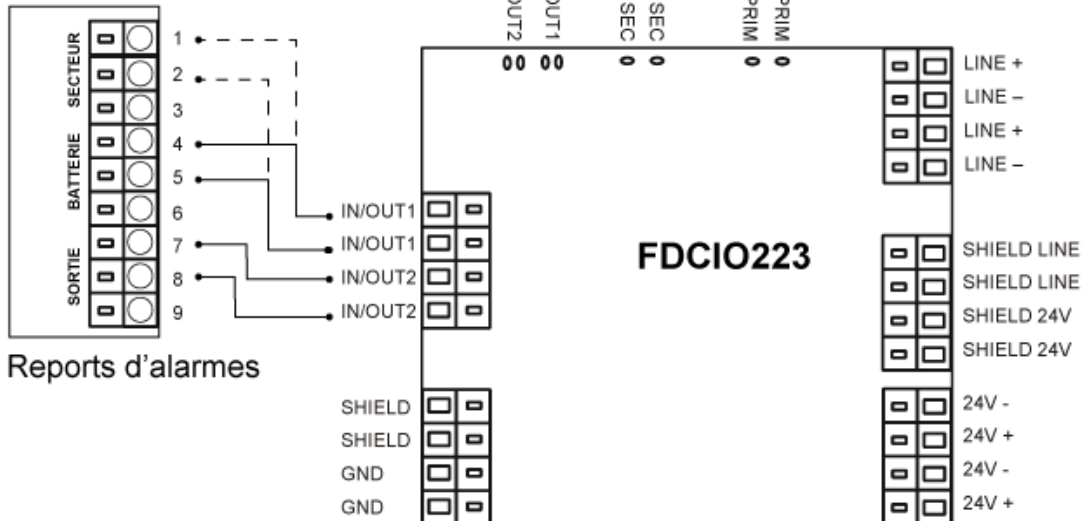 SECTEUR
BATTERIE
SORTIE
1
2
3
4
5
6
7
8
9
Reports d'alarmes
OUT2
OUT1
SEC
SEC
PRIM
PRIM
IN/OUT1
IN/OUT1
IN/OUT2
IN/OUT2
SHIELD
SHIELD
GND
GND
FDCIO223
LINE +
LINE –
LINE +
LINE –
SHIELD LINE
SHIELD LINE
SHIELD 24V
SHIELD 24V
24V -
24V +
24V -
24V +